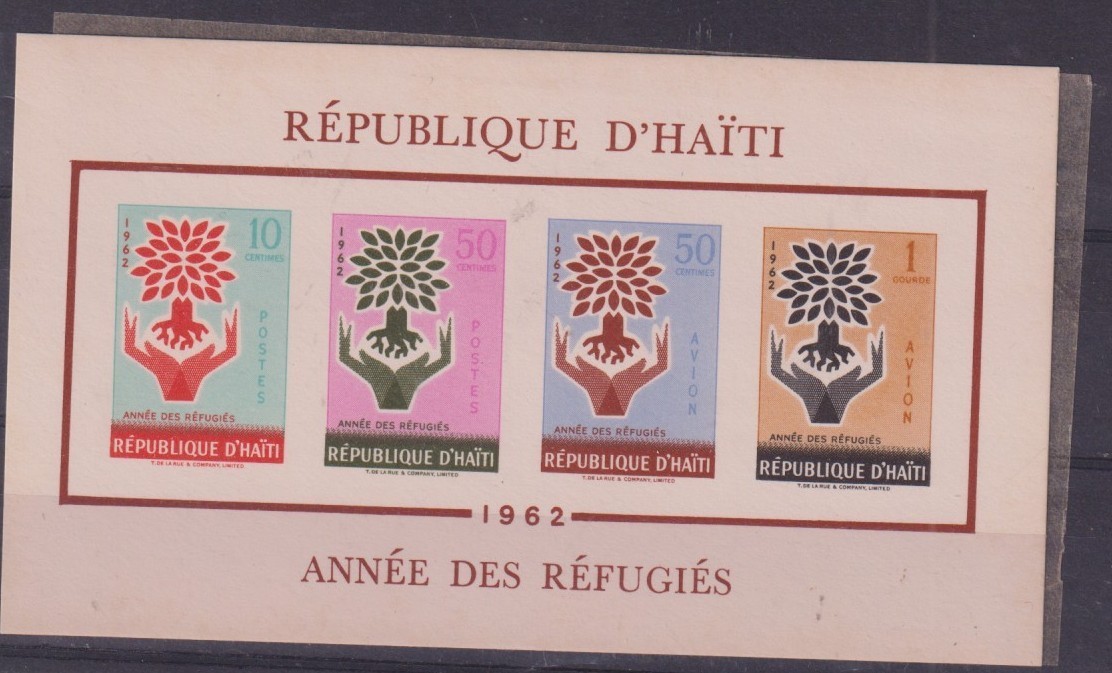 RÉPUBLIQUE D'HAÏTI
1962
10
CENTIMES
POSTES
ANNÉE DES RÉFUGIÉS
RÉPUBLIQUE D'HAÏTI
T. DE LA RUE & COMPANY, LIMITED
1962
50
CENTIMES
POSTES
ANNÉE DES RÉFUGIÉS
RÉPUBLIQUE D'HAÏTI
T. DE LA RUE & COMPANY, LIMITED
1962
50
CENTIMES
AVION
ANNÉE DES RÉFUGIÉS
RÉPUBLIQUE D'HAÏTI
T. DE LA RUE & COMPANY, LIMITED
1962
1
GOURDE
AVION
ANNÉE DES RÉFUGIÉS
RÉPUBLIQUE D'HAÏTI
T. DE LA RUE & COMPANY, LIMITED
1962
ANNÉE DES RÉFUGIÉS